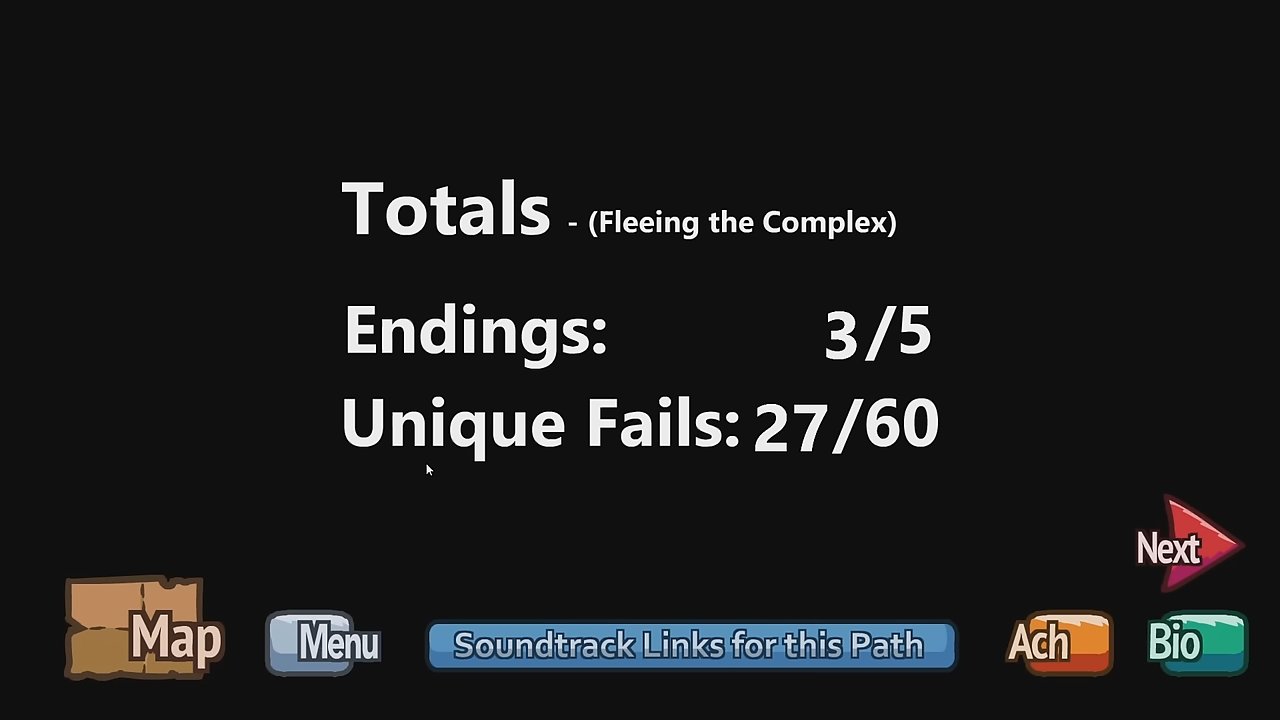 Totals - (Fleeing the Complex)
Endings: 3/5
Unique Fails: 27/60
Next
Map
Menu
Soundtrack Links for this Path
Ach
Bio